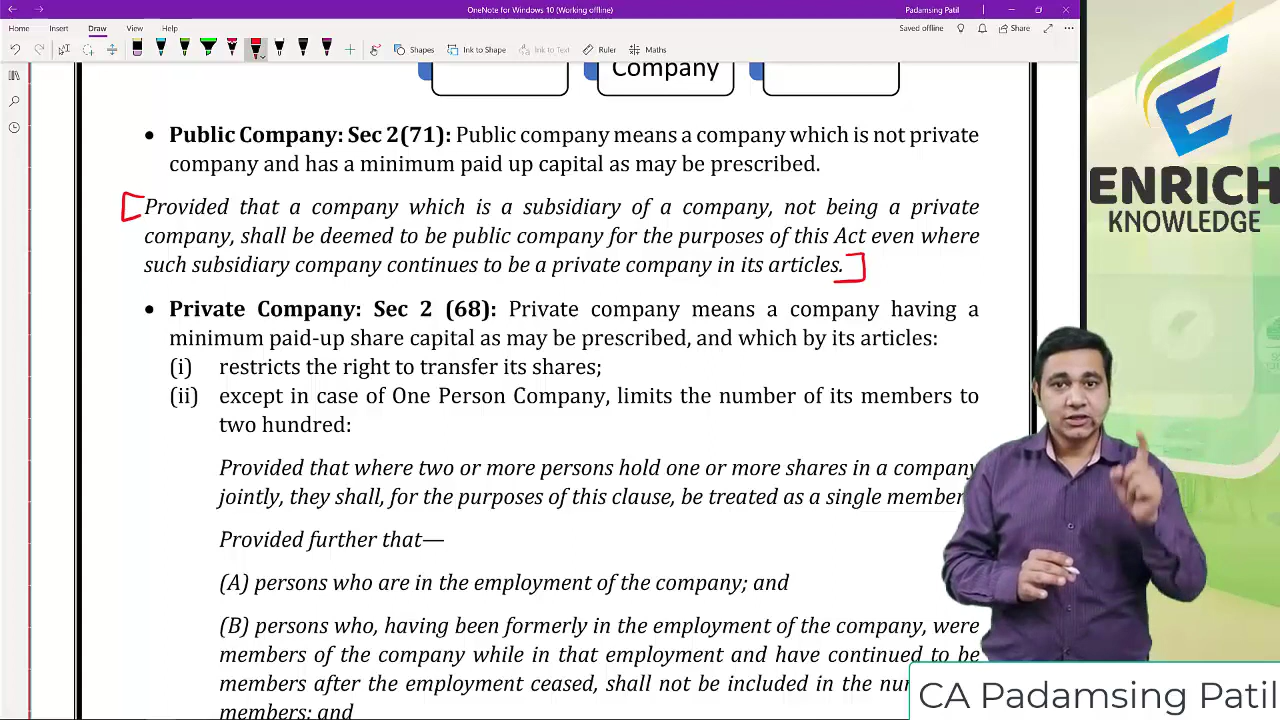 OneNote for Windows 10 (Working offline)
Padamsing Patil
Home Insert Draw View Help
Saved offline
Share
Shapes
Ink to Shape
Ink to Text
Ruler
Maths
Company
• Public Company: Sec 2(71): Public company means a company which is not private
company and has a minimum paid up capital as may be prescribed.
Provided that a company which is a subsidiary of a company, not being a private
company, shall be deemed to be public company for the purposes of this Act even where
such subsidiary company continues to be a private company in its articles.
• Private Company: Sec 2 (68): Private company means a company having a
minimum paid-up share capital as may be prescribed, and which by its articles:
(i) restricts the right to transfer its shares;
(ii) except in case of One Person Company, limits the number of its members to
two hundred:
Provided that where two or more persons hold one or more shares in a company
jointly, they shall, for the purposes of this clause, be treated as a single member
Provided further that—
(A) persons who are in the employment of the company; and
(B) persons who, having been formerly in the employment of the company, were
members of the company while in that employment and have continued to be
members after the employment ceased, shall not be included in the
members; and
ENRICH
KNOWLEDGE
CA Padamsing Patil